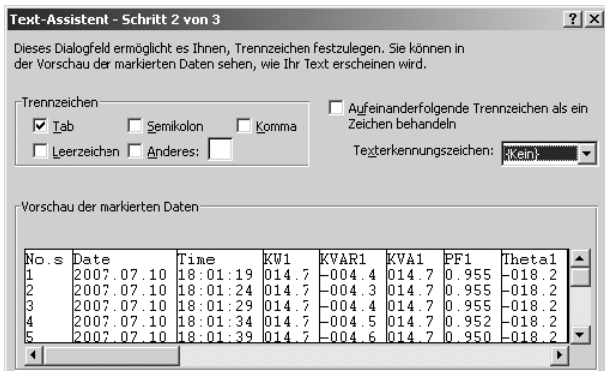 Text-Assistent - Schritt 2 von 3
Dieses Dialogfeld ermöglicht es Ihnen, Trennzeichen festzulegen. Sie können in
der Vorschau der markierten Daten sehen, wie Ihr Text erscheinen wird.
Trennzeichen
Tab Semikolon Komma
Leerzeichen Anderes:
Aufeinanderfolgende Trennzeichen als ein
Zeichen behandeln
Texterkennungszeichen: {Kein}
Vorschau der markierten Daten
No.s Date Time KW1 KVAR1 KVA1 PF1 Theta1
1 2007.07.10 18:01:19 014.7 -004.4 014.7 0.955 -018.2
2 2007.07.10 18:01:24 014.7 -004.3 014.7 0.955 -018.2
3 2007.07.10 18:01:29 014.7 -004.4 014.7 0.955 -018.2
4 2007.07.10 18:01:34 014.7 -004.5 014.7 0.952 -018.2
5 2007.07.10 18:01:39 014.7 -004.6 014.7 0.950 -018.2